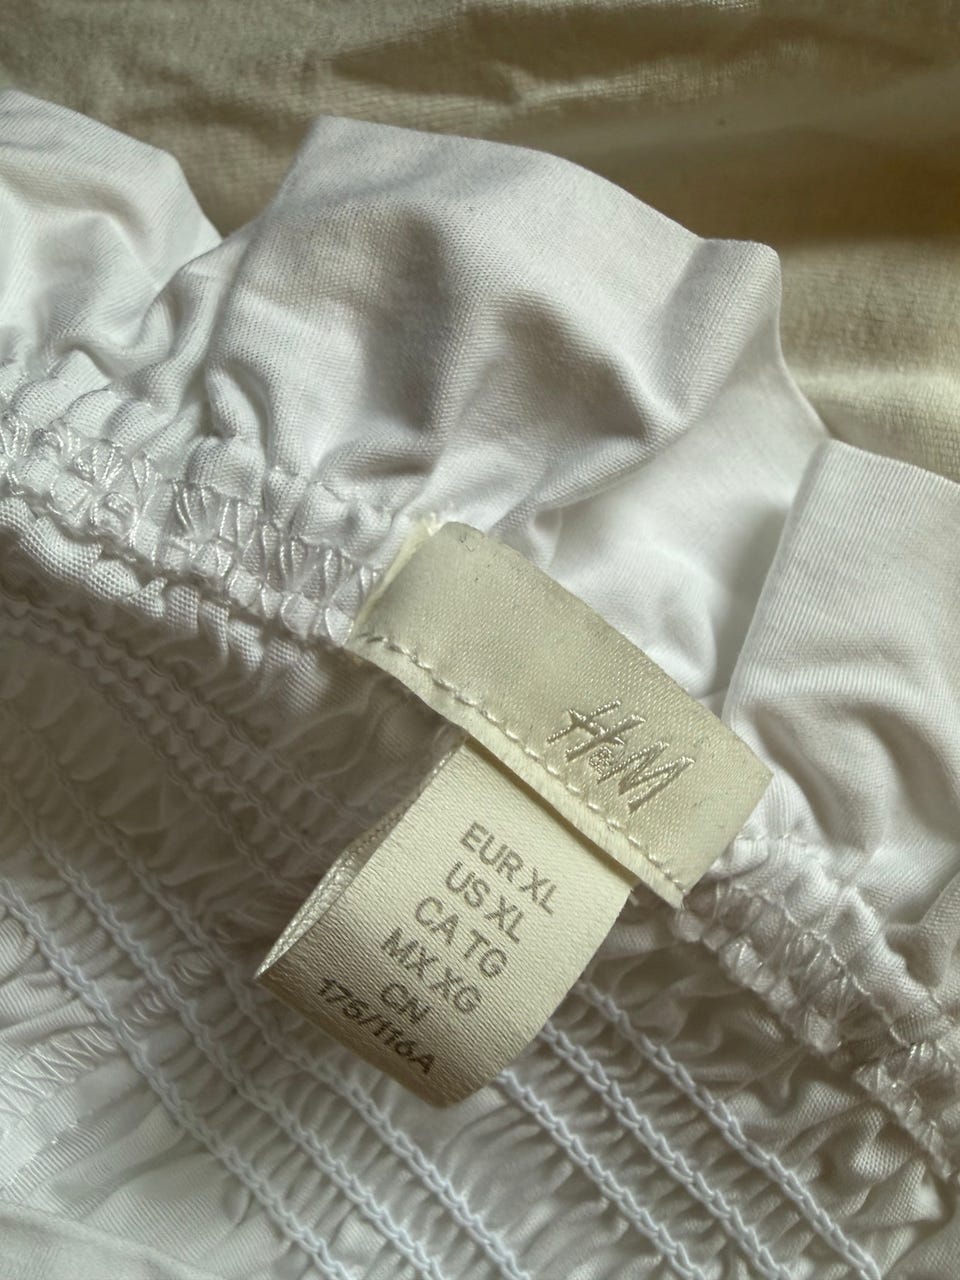 H&M
EUR XL
US XL
CA TG
MX XG
CN
175/116A